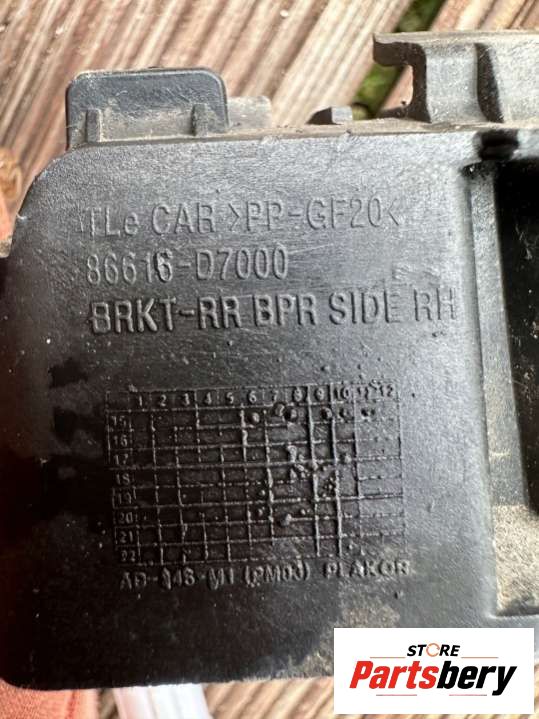 TLe CAR >PP-GF20<
86616-D7000
BRKT-RR BPR SIDE RH
1 2 3 4 5 6 7 8 9 10 11 12
15
16
17
18
19
20
21
22
PLAKOR
STORE
Partsbery